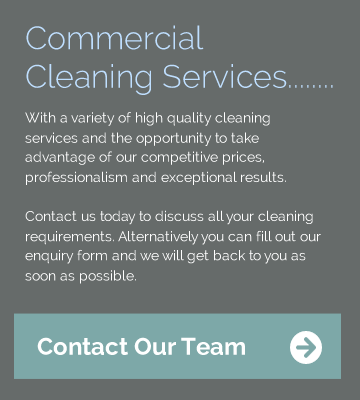 Commercial
Cleaning Services........
With a variety of high quality cleaning
services and the opportunity to take
advantage of our competitive prices,
professionalism and exceptional results.
Contact us today to discuss all your cleaning
requirements. Alternatively you can fill out our
enquiry form and we will get back to you as
soon as possible.
Contact Our Team